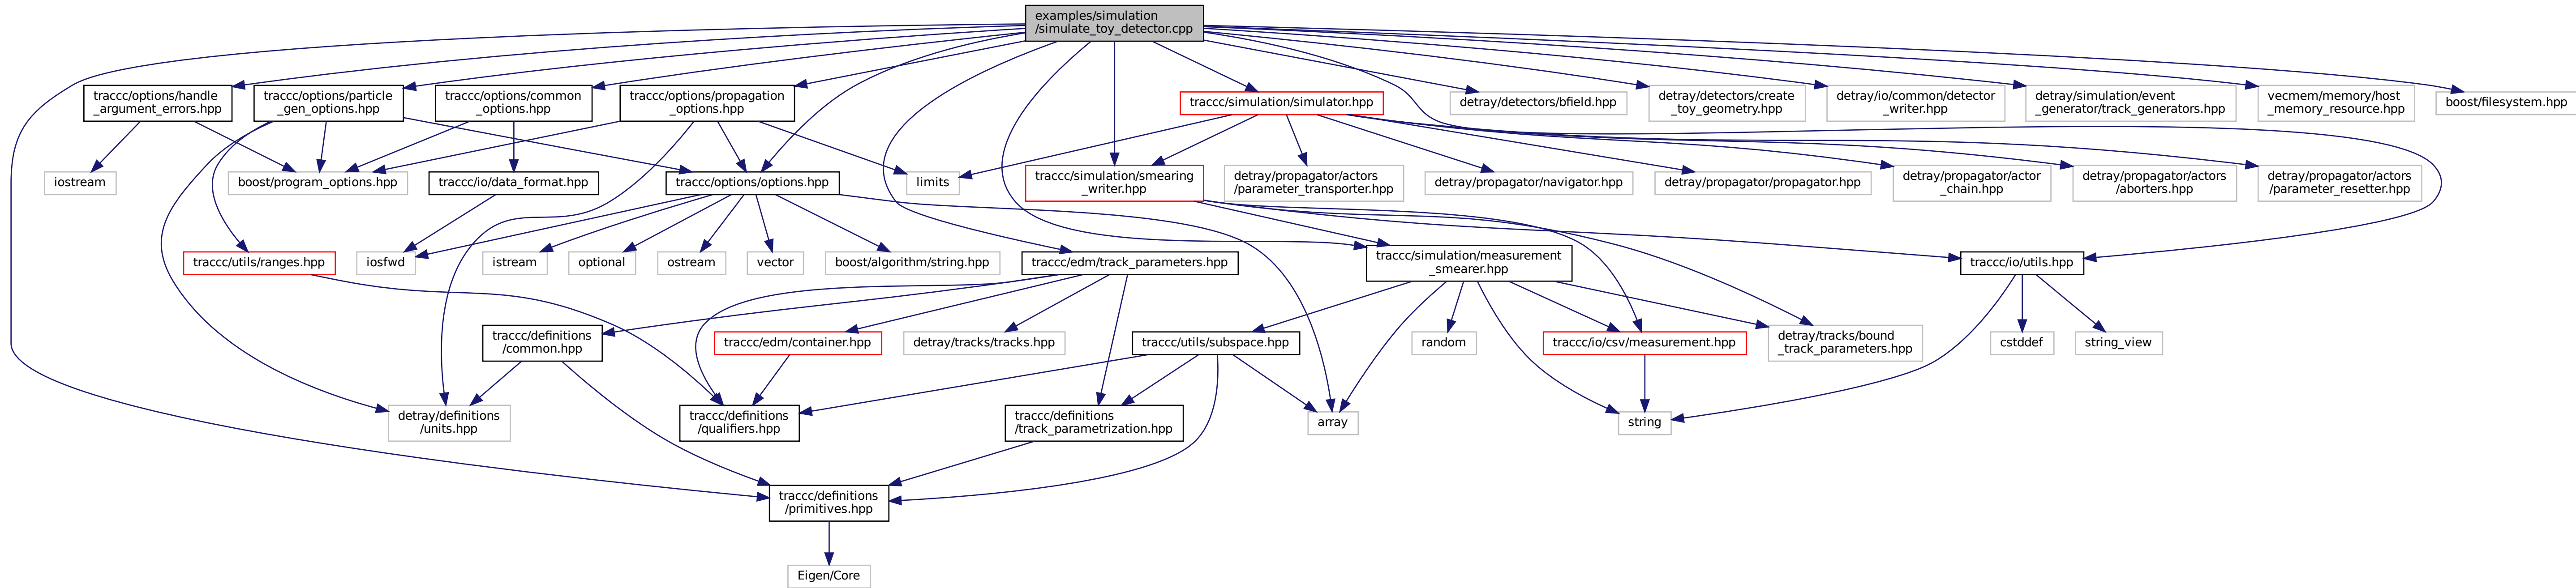 examples/simulation
/simulate_toy_detector.cpp
traccc/options/handle
_argument_errors.hpp
traccc/options/particle
_gen_options.hpp
traccc/options/common
_options.hpp
traccc/options/propagation
_options.hpp
traccc/simulation/simulator.hpp
detray/detectors/bfield.hpp
detray/detectors/create
_toy_geometry.hpp
detray/io/common/detector
_writer.hpp
detray/simulation/event
_generator/track_generators.hpp
vecmem/memory/host
_memory_resource.hpp
boost/filesystem.hpp
iostream
boost/program_options.hpp
traccc/io/data_format.hpp
traccc/options/options.hpp
limits
traccc/simulation/smearing
_writer.hpp
detray/propagator/actors
/parameter_transporter.hpp
detray/propagator/navigator.hpp
detray/propagator/propagator.hpp
detray/propagator/actor
_chain.hpp
detray/propagator/actors
/aborters.hpp
detray/propagator/actors
/parameter_resetter.hpp
traccc/utils/ranges.hpp
iosfwd
istream
optional
ostream
vector
boost/algorithm/string.hpp
traccc/edm/track_parameters.hpp
traccc/simulation/measurement
_smearer.hpp
traccc/io/utils.hpp
traccc/definitions
/common.hpp
traccc/edm/container.hpp
detray/tracks/tracks.hpp
traccc/utils/subspace.hpp
random
traccc/io/csv/measurement.hpp
detray/tracks/bound
_track_parameters.hpp
cstddef
string_view
detray/definitions
/units.hpp
traccc/definitions
/qualifiers.hpp
traccc/definitions
/track_parametrization.hpp
array
string
traccc/definitions
/primitives.hpp
Eigen/Core